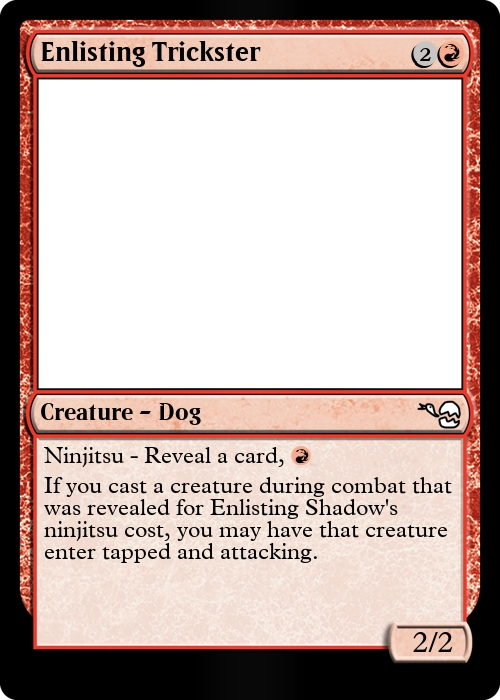 Enlisting Trickster 2
Creature – Dog
Ninjitsu - Reveal a card,
If you cast a creature during combat that
was revealed for Enlisting Shadow's
ninjitsu cost, you may have that creature
enter tapped and attacking.
2/2